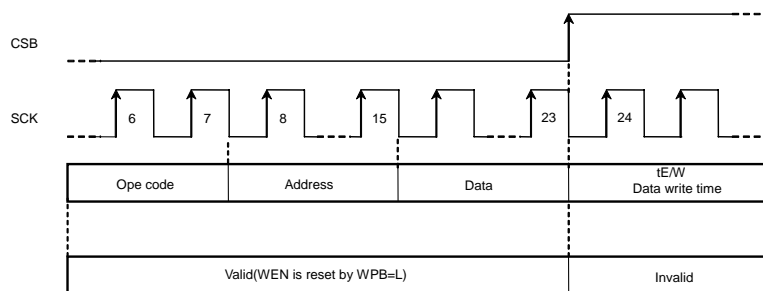 CSB
SCK
6 7 8 15 23 24
Ope code Address Data tE/W
Data write time
Valid(WEN is reset by WPB=L) Invalid